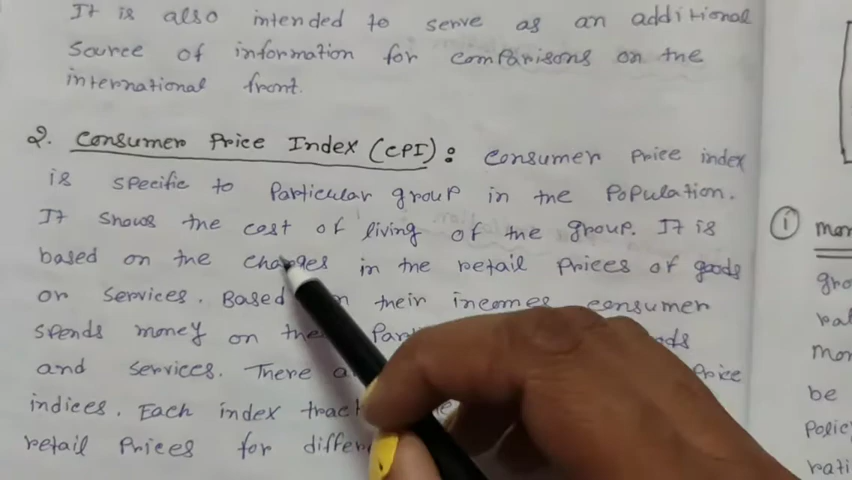 It is also intended to serve as an additional
source of information for comparisons on the
international front.
2. Consumer Price Index (CPI):
Consumer Price index
is specific to Particular group in the Population.
It shows the cost of living of the group. It is
based on the changes in the retail Prices of goods
or services. Based on their incomes consumer
spends money on the
and services. There
Price
indices. Each index
retail Prices for
①